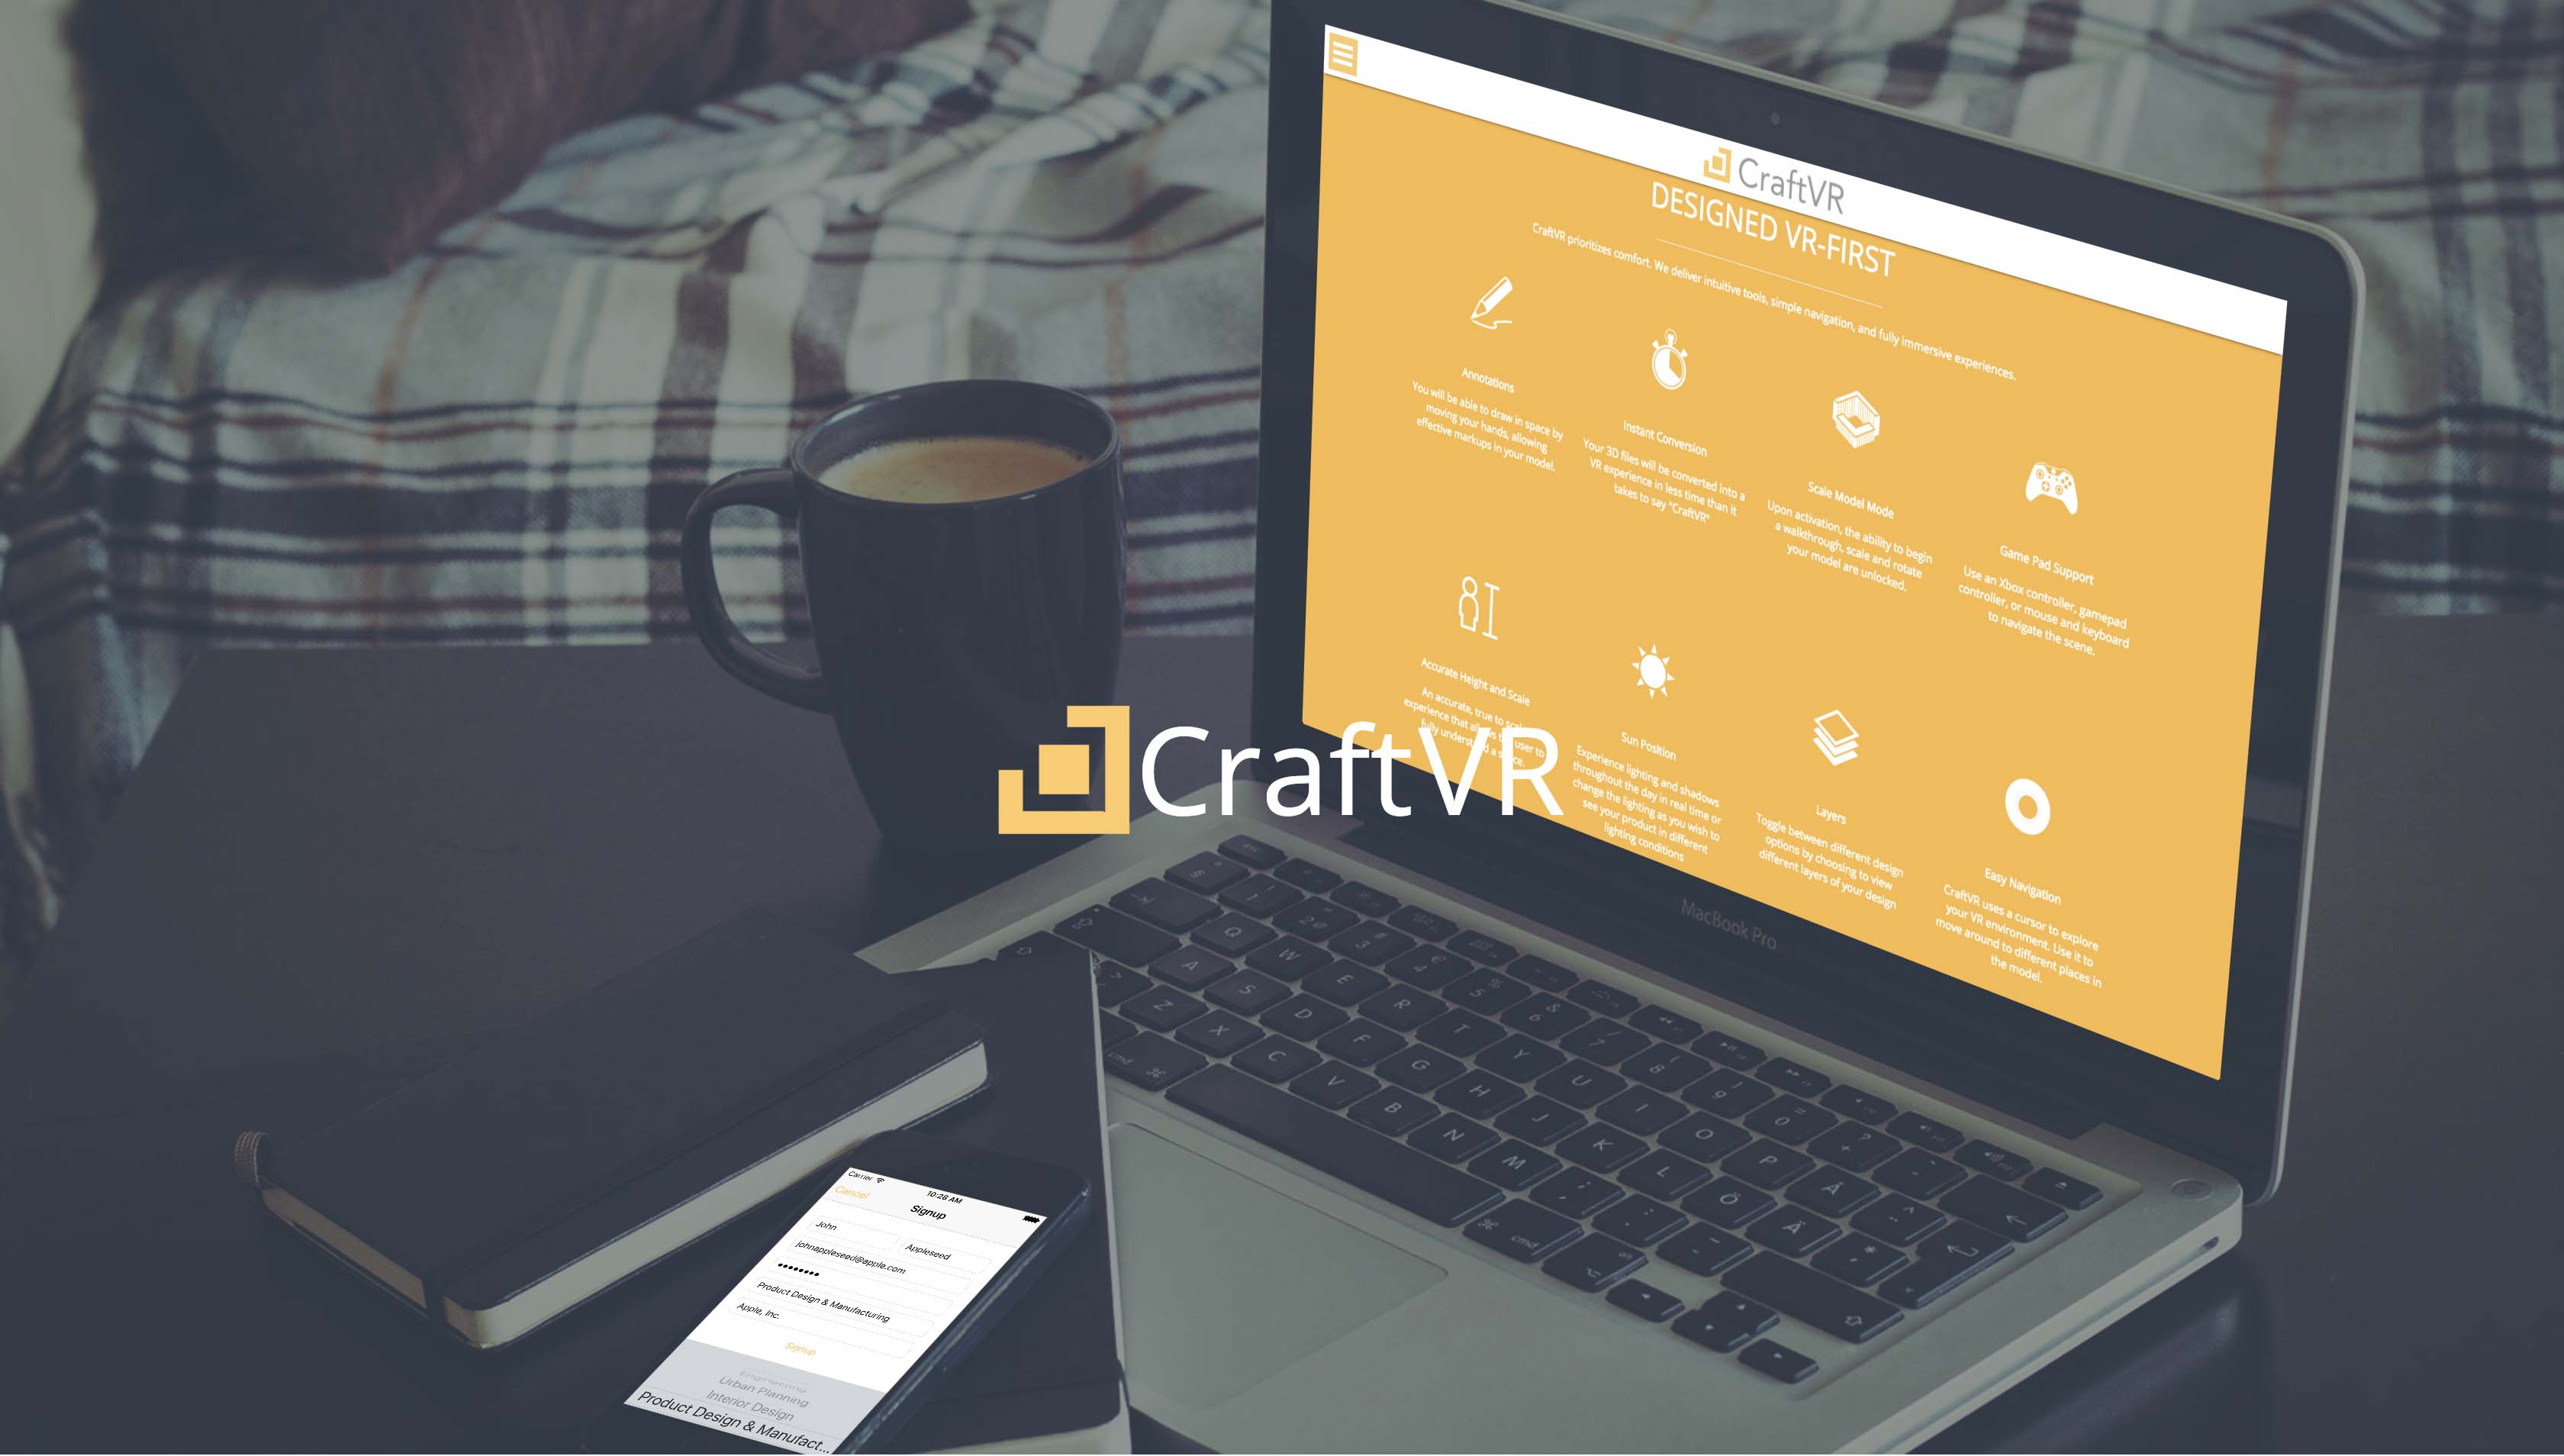 CraftVR
DESIGNED VR-FIRST
CraftVR prioritizes comfort. We deliver intuitive tools, simple navigation, and fully immersive experiences.
Annotations
You will be able to draw in space by
moving your hands, allowing
effective markups in your model.
Instant Conversion
Your 3D files will be converted into a
VR experience in less time than it
takes to say "CraftVR"
Scale Model Mode
Upon activation, the ability to begin
a walkthrough, scale and rotate
your model are unlocked.
Game Pad Support
Use an Xbox controller, gamepad
controller, or mouse and keyboard
to navigate the scene.
Accurate Height and Scale
An accurate, true to
experience that user to
fully a
Sun Position
Experience lighting and shadows
throughout the day in real time or
change the lighting as you wish to
see your product in different
lighting conditions
Layers
Toggle between different design
options by choosing to view
different layers of your design
Easy Navigation
CraftVR uses a cursor to explore
your VR environment. Use it to
move around to different places in
the model.
CraftVR
MacBook Pro
Q W E R T Y U I O P Å
A S D F G H J K L Ö Ä
Z X C V B N M
cmd
cmd
Carrier 10:28 AM
Cancel Signup
John Appleseed
johnappleseed@apple.com
••••••••
Product Design & Manufacturing
Apple, Inc.
Signup
Engineering
Urban Planning
Interior Design
Product Design & Manufact...